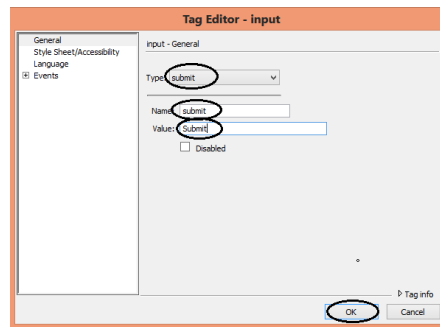 Tag Editor - input
General
Style Sheet/Accessibility
Language
Events
input - General
Type: submit
Name: submit
Value: Submit
Disabled
Tag info
OK
Cancel